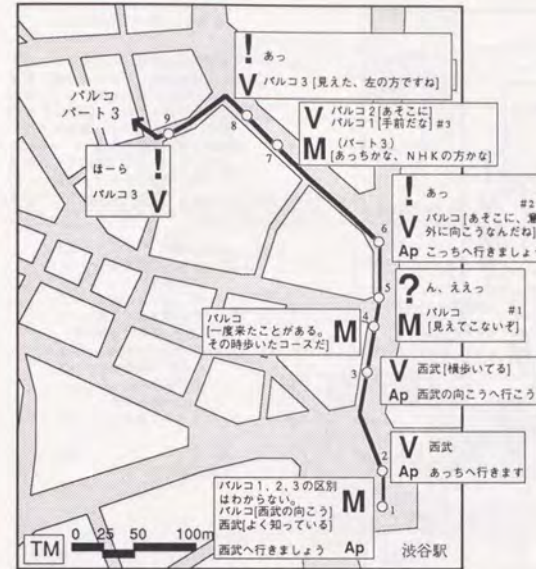 ! あっ
V パルコ3 [見えた、左の方ですね]
パルコ
パート3
9
8
7
V パルコ2 [あそこに]
パルコ1 [手前だな] #3
M (パート3)
[あっちかな、NHKの方かな]
ほーら !
パルコ3 V
! あっ #2
V パルコ [あそこに、意
外に向こうなんだね]
Ap こっちへ行きましょ
6
? ん、ええっ
M パルコ #1
[見えてこないぞ]
5
4
パルコ
[一度来たことがある。
その時歩いたコースだ] M
3
V 西武 [横歩いてる]
Ap 西武の向こうへ行こう
2
V 西武
Ap あっちへ行きます
パルコ1、2、3の区別
はわからない。
パルコ [西武の向こう]
西武 [よく知っている] M
西武へ行きましょう Ap
1
TM 0 25 50 100m
渋谷駅